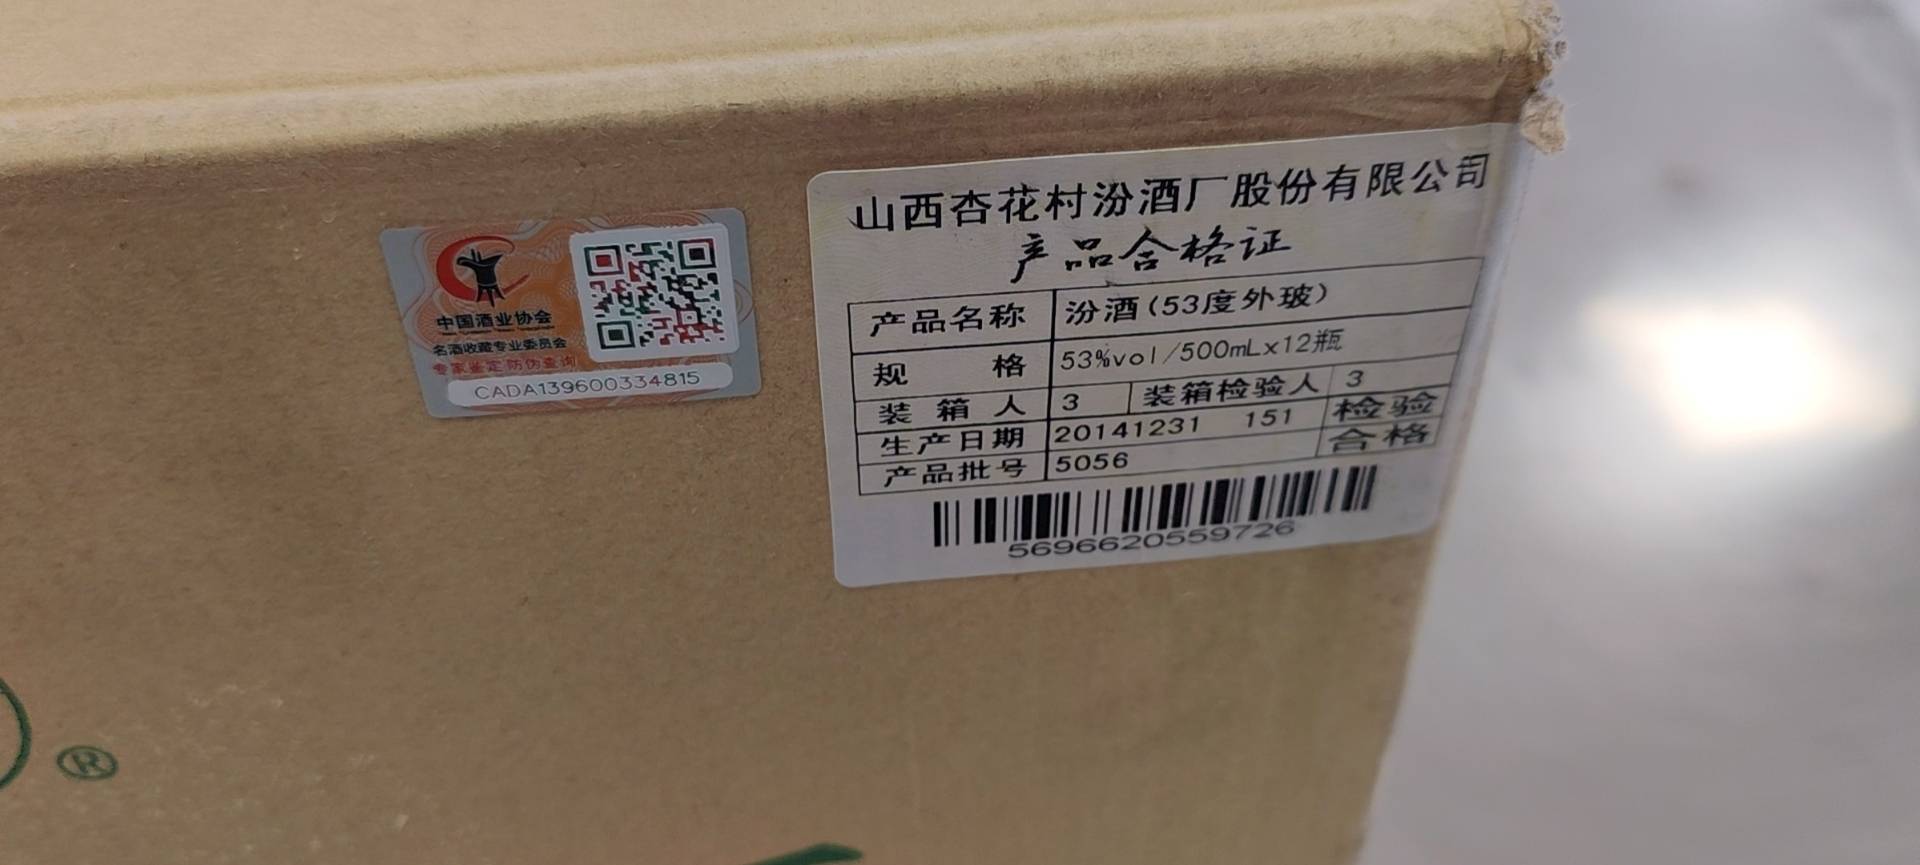 中国酒业协会
名酒收藏专业委员会
专家鉴定防伪查询
CADA139600334815
山西杏花村汾酒厂股份有限公司
产品合格证
产品名称 汾酒(53度外玻)
规 格 53%vol/500mLx12瓶
装箱人 3 装箱检验人 3
生产日期 20141231 151 检验
产品批号 5056 合格
5696620559726
®